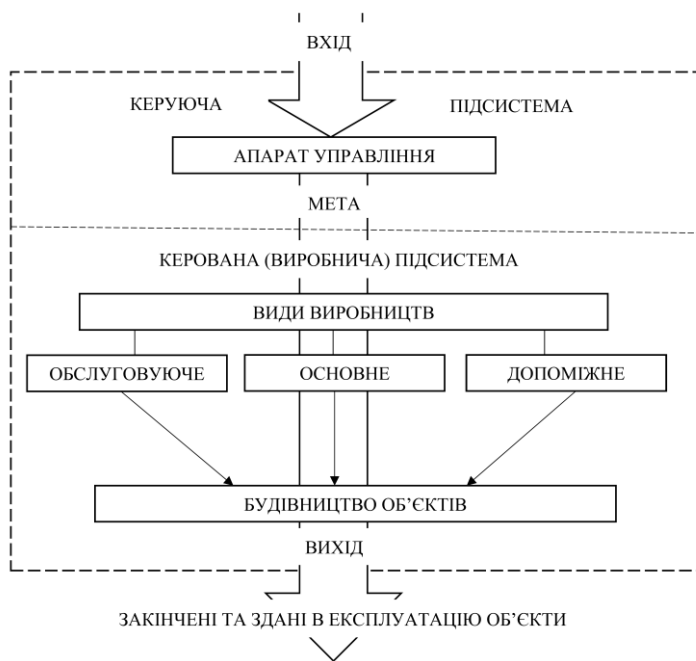 ВХІД
КЕРУЮЧА ПІДСИСТЕМА
АПАРАТ УПРАВЛІННЯ
МЕТА
КЕРОВАНА (ВИРОБНИЧА) ПІДСИСТЕМА
ВИДИ ВИРОБНИЦТВ
ОБСЛУГОВУЮЧЕ ОСНОВНЕ ДОПОМІЖНЕ
БУДІВНИЦТВО ОБ’ЄКТІВ
ВИХІД
ЗАКІНЧЕНІ ТА ЗДАНІ В ЕКСПЛУАТАЦІЮ ОБ’ЄКТИ